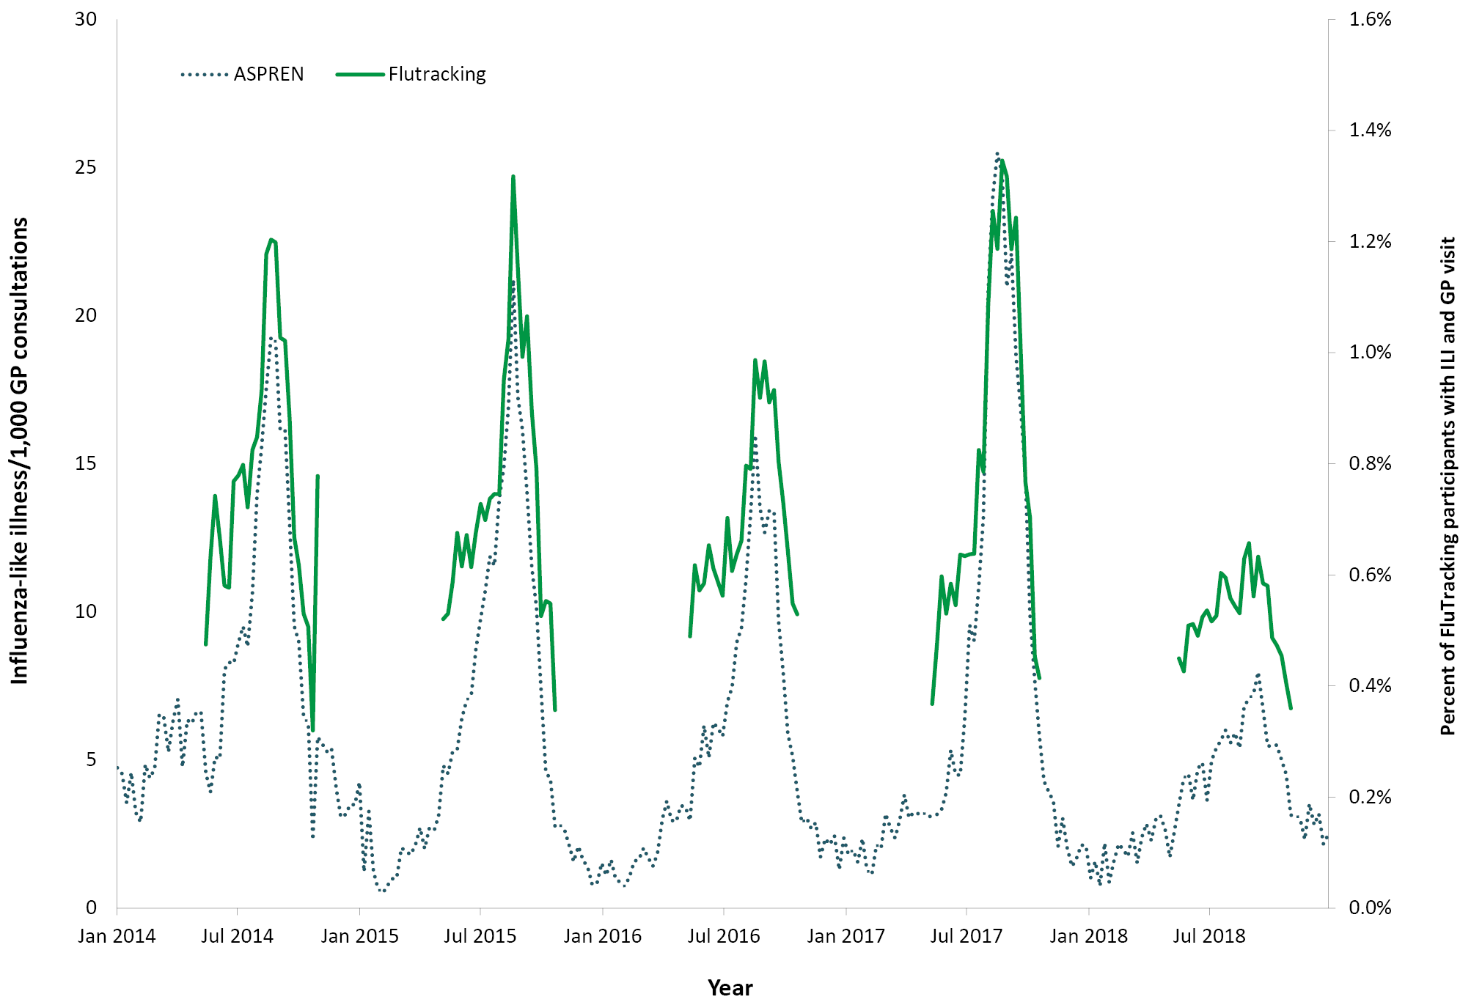 30
25
20
15
10
5
0
Influenza-like illness/1,000 GP consultations
ASPREN
Flutracking
1.6%
1.4%
1.2%
1.0%
0.8%
0.6%
0.4%
0.2%
0.0%
Percent of FluTracking participants with ILI and GP visit
Jan 2014
Jul 2014
Jan 2015
Jul 2015
Jan 2016
Jul 2016
Jan 2017
Jul 2017
Jan 2018
Jul 2018
Year